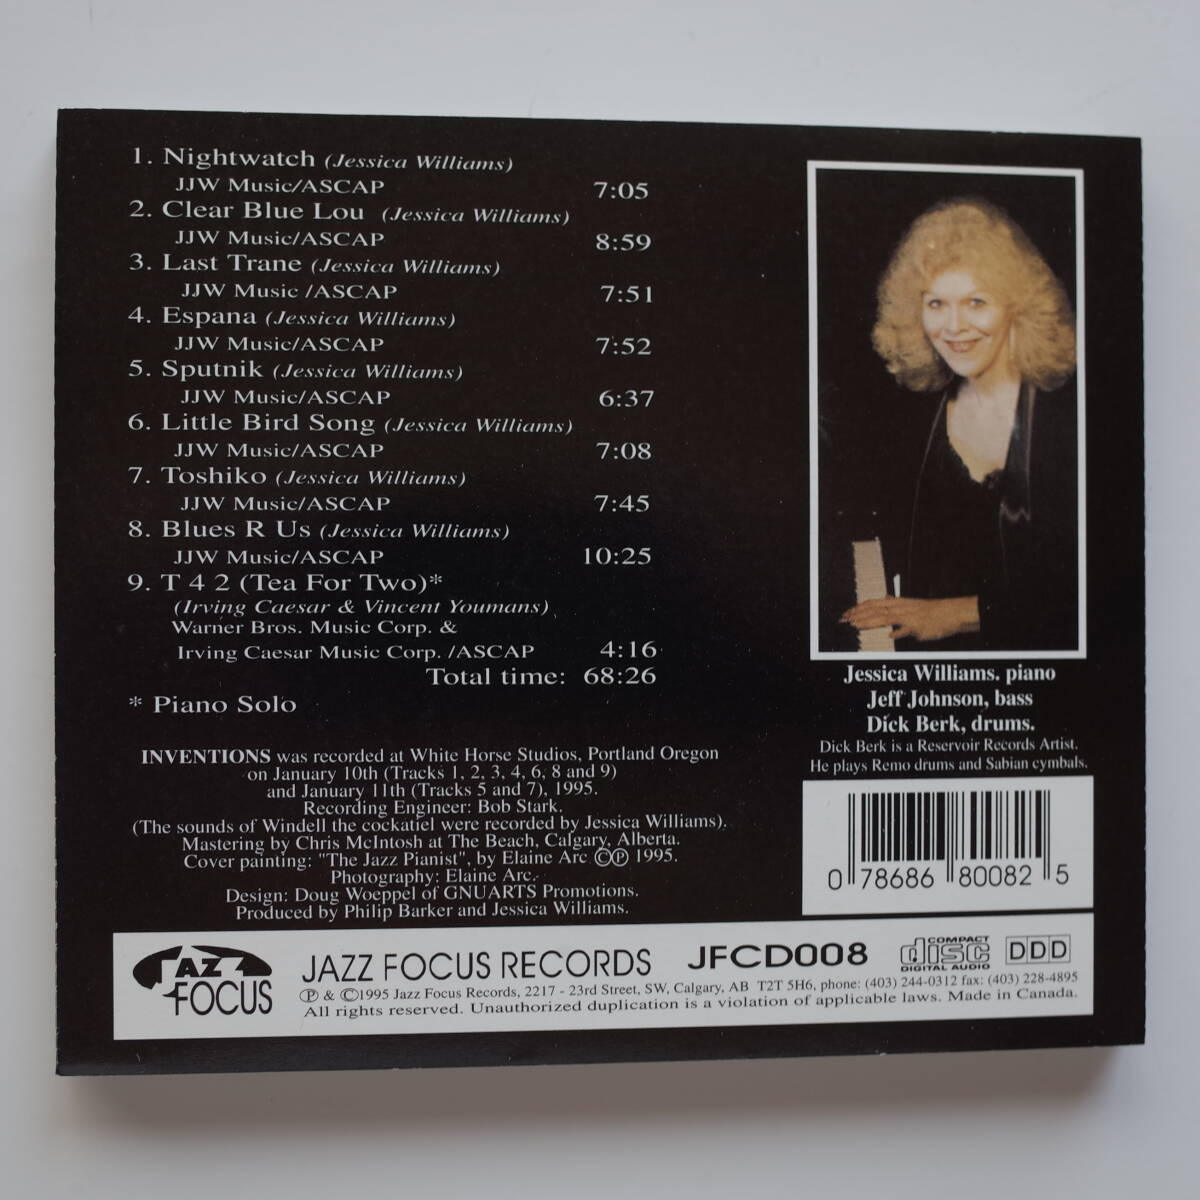 1. Nightwatch (Jessica Williams)
JJW Music/ASCAP 7:05
2. Clear Blue Lou (Jessica Williams)
JJW Music/ASCAP 8:59
3. Last Trane (Jessica Williams)
JJW Music /ASCAP 7:51
4. Espana (Jessica Williams)
JJW Music/ASCAP 7:52
5. Sputnik (Jessica Williams)
JJW Music/ASCAP 6:37
6. Little Bird Song (Jessica Williams)
JJW Music/ASCAP 7:08
7. Toshiko (Jessica Williams)
JJW Music/ASCAP 7:45
8. Blues R Us (Jessica Williams)
JJW Music/ASCAP 10:25
9. T 4 2 (Tea For Two)*
(Irving Caesar & Vincent Youmans)
Warner Bros. Music Corp. &
Irving Caesar Music Corp. /ASCAP 4:16
Total time: 68:26
* Piano Solo
INVENTIONS was recorded at White Horse Studios, Portland Oregon
on January 10th (Tracks 1, 2, 3, 4, 6, 8 and 9)
and January 11th (Tracks 5 and 7), 1995.
Recording Engineer: Bob Stark.
(The sounds of Windell the cockatiel were recorded by Jessica Williams).
Mastering by Chris McIntosh at The Beach, Calgary, Alberta.
Cover painting: "The Jazz Pianist", by Elaine Arc ©℗ 1995.
Photography: Elaine Arc.
Design: Doug Woeppel of GNUARTS Promotions.
Produced by Philip Barker and Jessica Williams.
Jessica Williams. piano
Jeff Johnson, bass
Dick Berk, drums.
Dick Berk is a Reservoir Records Artist.
He plays Remo drums and Sabian cymbals.
0 78686 80082 5
JAZZ
FOCUS
JAZZ FOCUS RECORDS JFCD008
COMPACT
disc
DIGITAL AUDIO
DDD
℗ & ©1995 Jazz Focus Records, 2217 - 23rd Street, SW, Calgary, AB T2T 5H6, phone: (403) 244-0312 fax: (403) 228-4895
All rights reserved. Unauthorized duplication is a violation of applicable laws. Made in Canada.